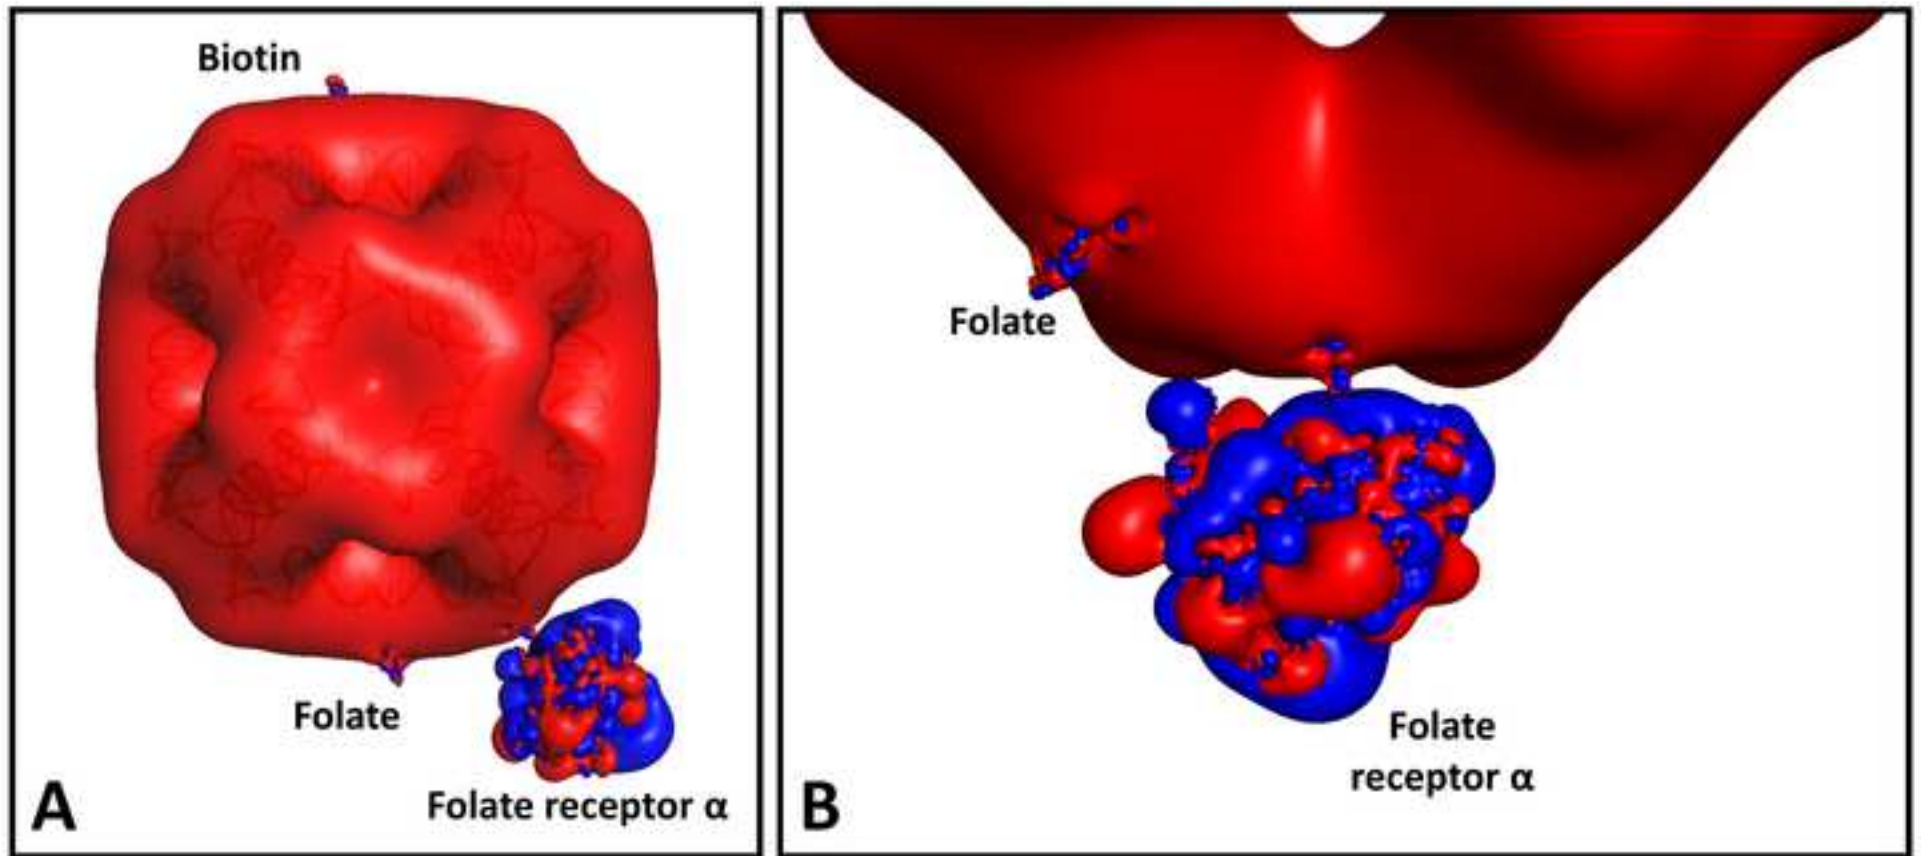 Biotin
Folate
Folate receptor α
A
Folate
Folate
receptor α
B